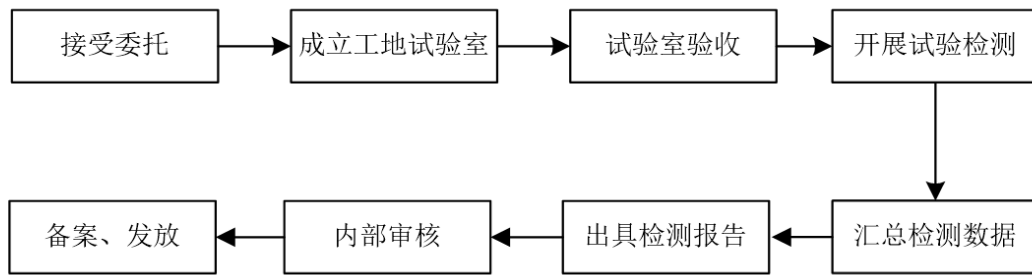 接受委托
成立工地试验室
试验室验收
开展试验检测
汇总检测数据
出具检测报告
内部审核
备案、发放